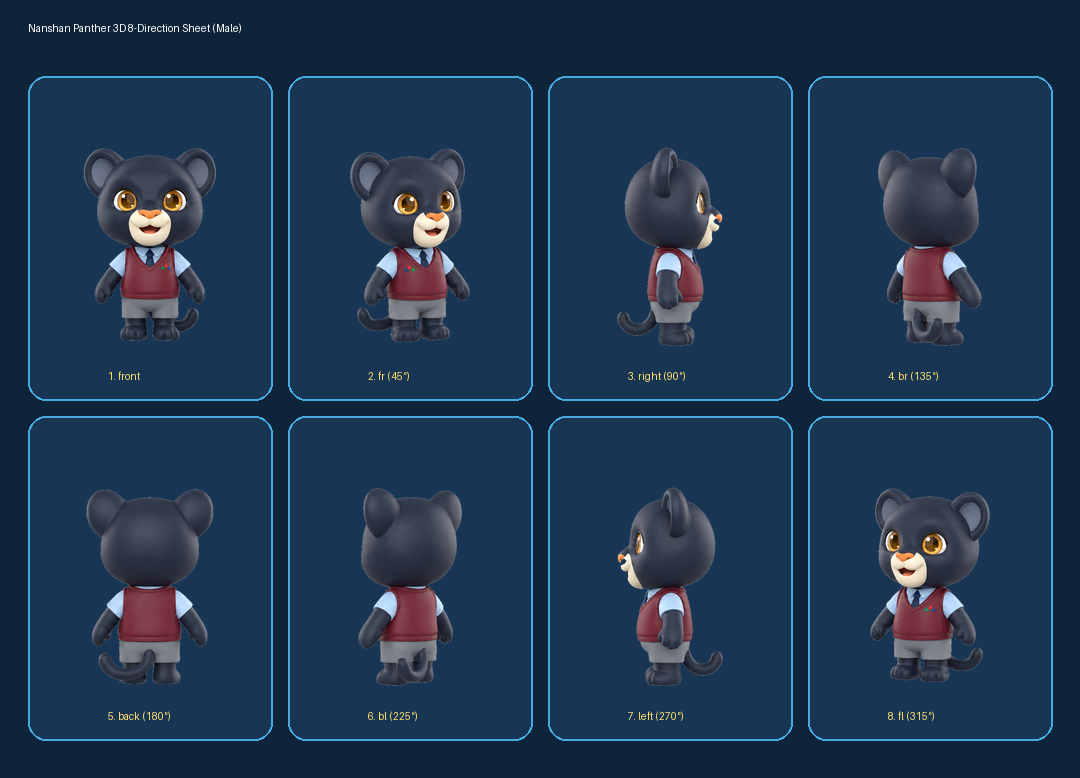 Nanshan Panther 3D 8-Direction Sheet (Male)
1. front
2. fr (45°)
3. right (90°)
4. br (135°)
5. back (180°)
6. bl (225°)
7. left (270°)
8. fl (315°)